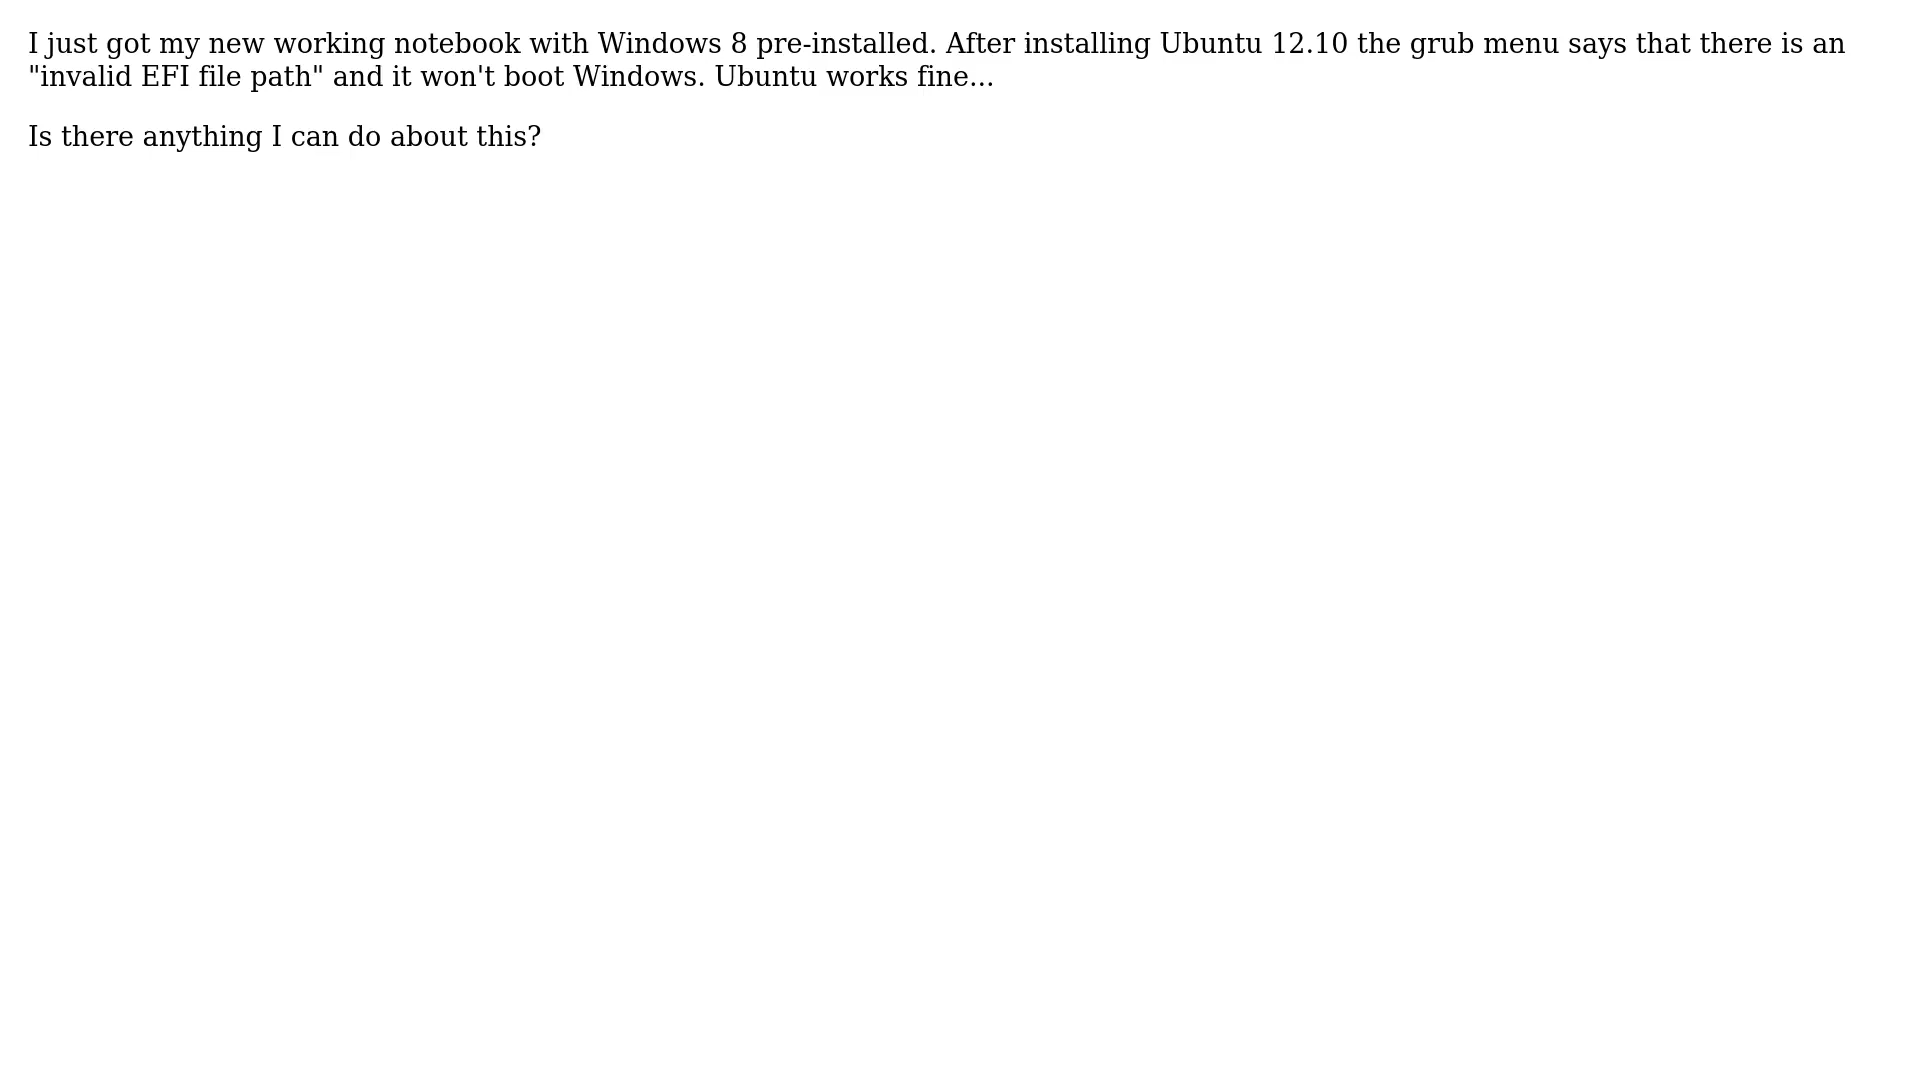 I just got my new working notebook with Windows 8 pre-installed. After installing Ubuntu 12.10 the grub menu says that there is an
"invalid EFI file path" and it won't boot Windows. Ubuntu works fine...
Is there anything I can do about this?